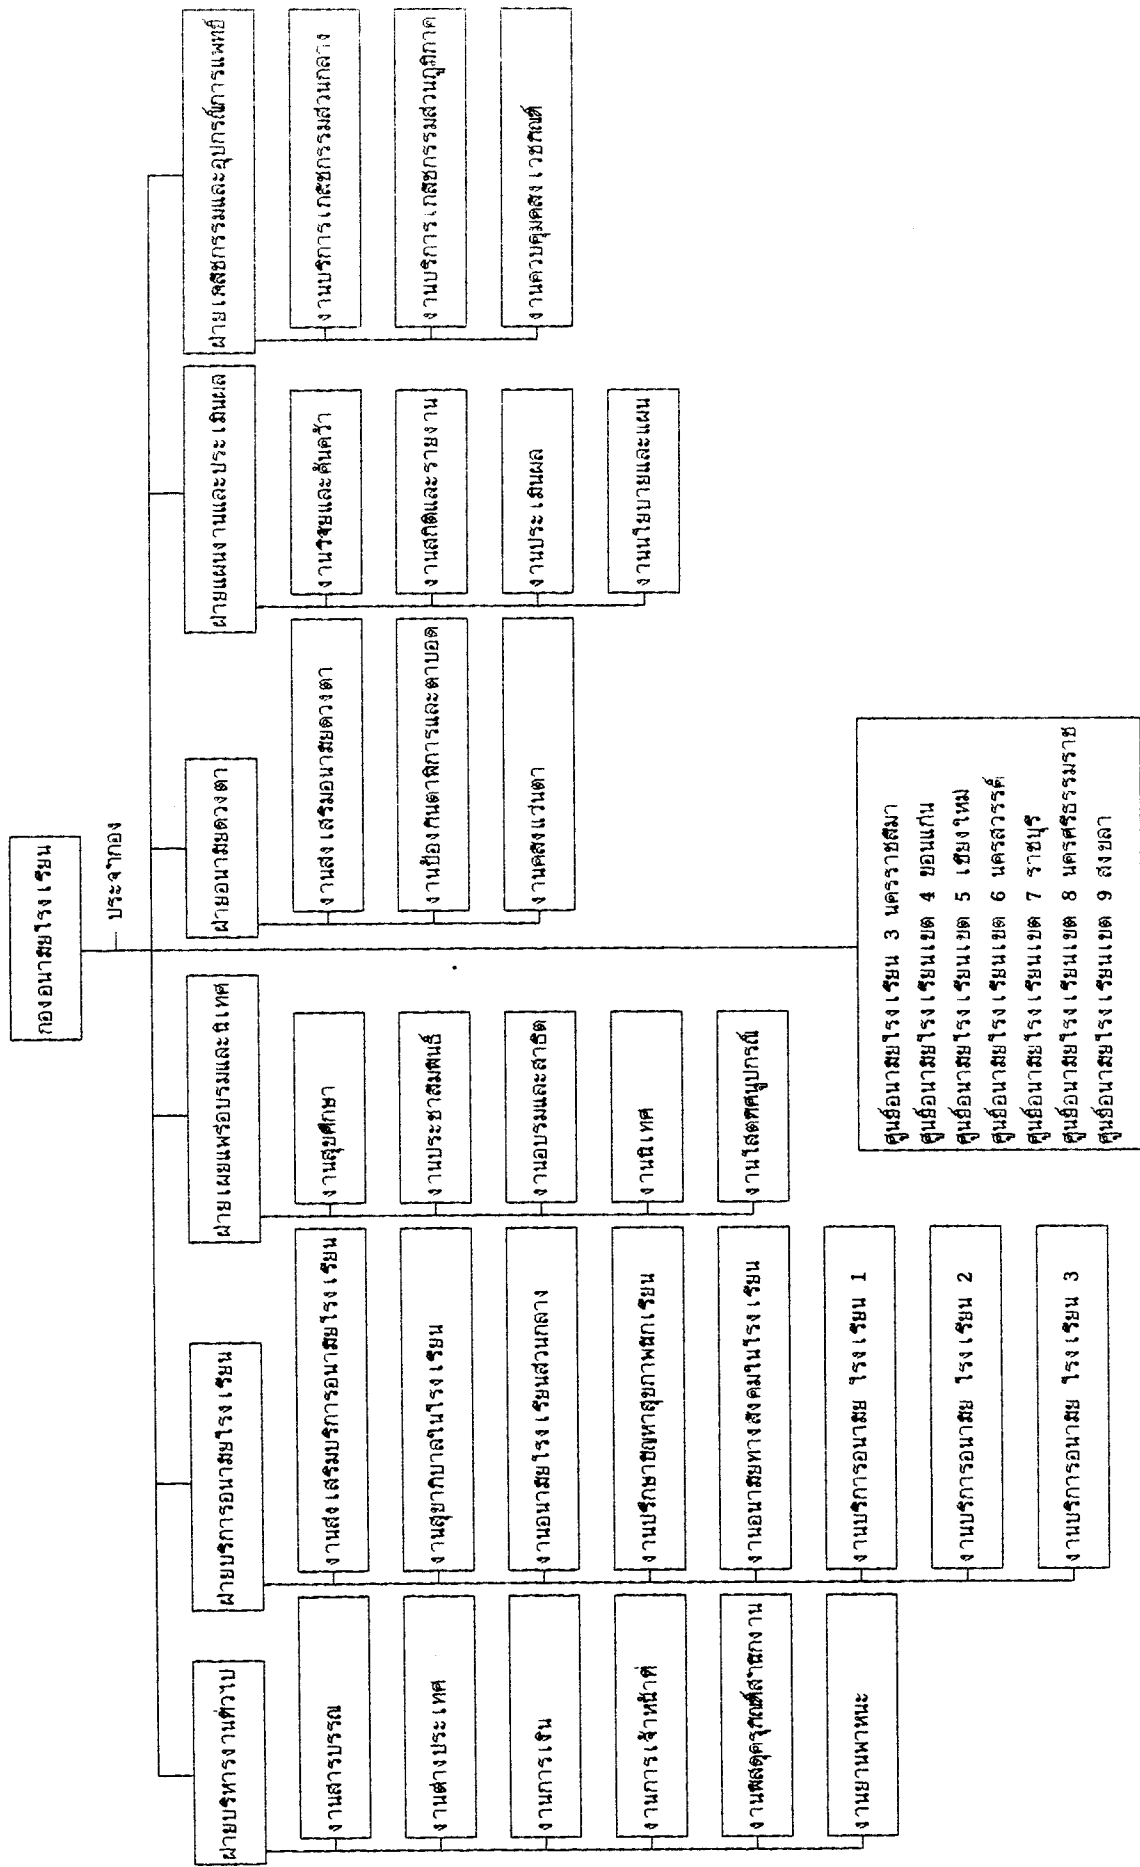 กองอนามัยโรงเรียน
ประจำกอง
ฝ่ายบริหารงานทั่วไป
งานสารบรรณ
งานต่างประเทศ
งานการเงิน
งานการเจ้าหน้าที่
งานพัสดุครุภัณฑ์สำนักงาน
งานยานพาหนะ
ฝ่ายบริการอนามัยโรงเรียน
งานส่งเสริมบริการอนามัยโรงเรียน
งานสุขาภิบาลในโรงเรียน
งานอนามัยโรงเรียนส่วนกลาง
งานปรึกษาปัญหาสุขภาพนักเรียน
งานอนามัยทางสังคมในโรงเรียน
งานบริการอนามัย โรงเรียน 1
งานบริการอนามัย โรงเรียน 2
งานบริการอนามัย โรงเรียน 3
ฝ่ายเผยแพร่อบรมและนิเทศ
งานสุขศึกษา
งานประชาสัมพันธ์
งานอบรมและสาธิต
งานนิเทศ
งานโสตทัศนูปกรณ์
ฝ่ายอนามัยดวงตา
งานส่งเสริมอนามัยดวงตา
งานป้องกันตาพิการและตาบอด
งานคลังแว่นตา
ฝ่ายแผนงานและประเมินผล
งานวิจัยและค้นคว้า
งานสถิติและรายงาน
งานประเมินผล
งานนโยบายและแผน
ฝ่ายเภสัชกรรมและอุปกรณ์การแพทย์
งานบริการเภสัชกรรมส่วนกลาง
งานบริการเภสัชกรรมส่วนภูมิภาค
งานควบคุมคลังเวชภัณฑ์
ศูนย์อนามัยโรงเรียน 3 นครราชสีมา
ศูนย์อนามัยโรงเรียนเขต 4 ขอนแก่น
ศูนย์อนามัยโรงเรียนเขต 5 เชียงใหม่
ศูนย์อนามัยโรงเรียนเขต 6 นครสวรรค์
ศูนย์อนามัยโรงเรียนเขต 7 ราชบุรี
ศูนย์อนามัยโรงเรียนเขต 8 นครศรีธรรมราช
ศูนย์อนามัยโรงเรียนเขต 9 สงขลา